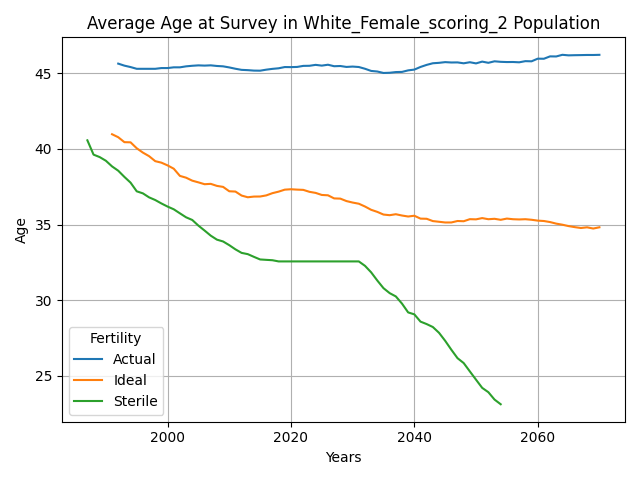 Average Age at Survey in White_Female_scoring_2 Population
Age
45
40
35
30
25
Fertility
Actual
Ideal
Sterile
2000
2020
2040
2060
Years